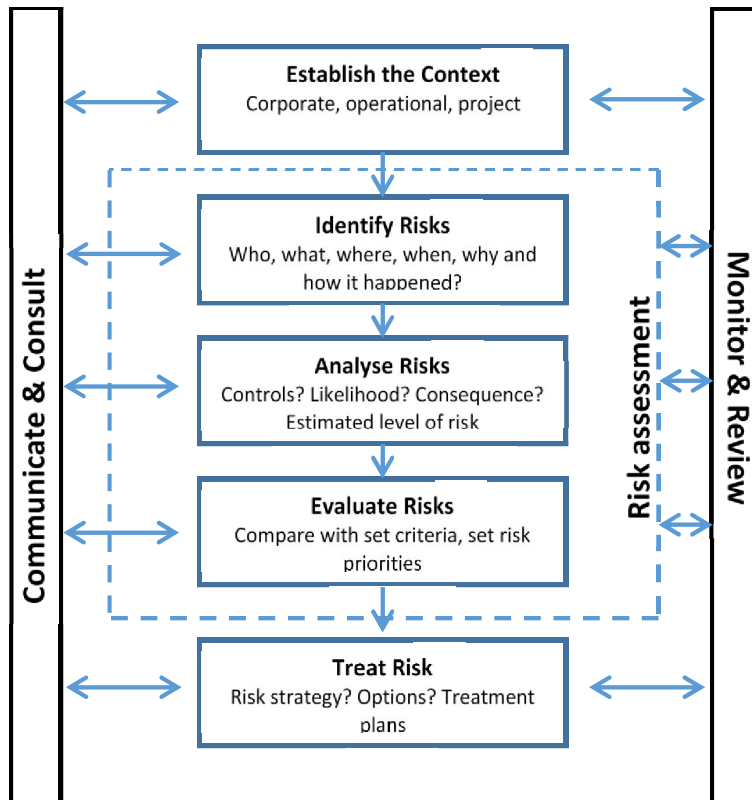 Communicate & Consult
Establish the Context
Corporate, operational, project
Identify Risks
Who, what, where, when, why and
how it happened?
Analyse Risks
Controls? Likelihood? Consequence?
Estimated level of risk
Evaluate Risks
Compare with set criteria, set risk
priorities
Treat Risk
Risk strategy? Options? Treatment
plans
Risk assessment
Monitor & Review